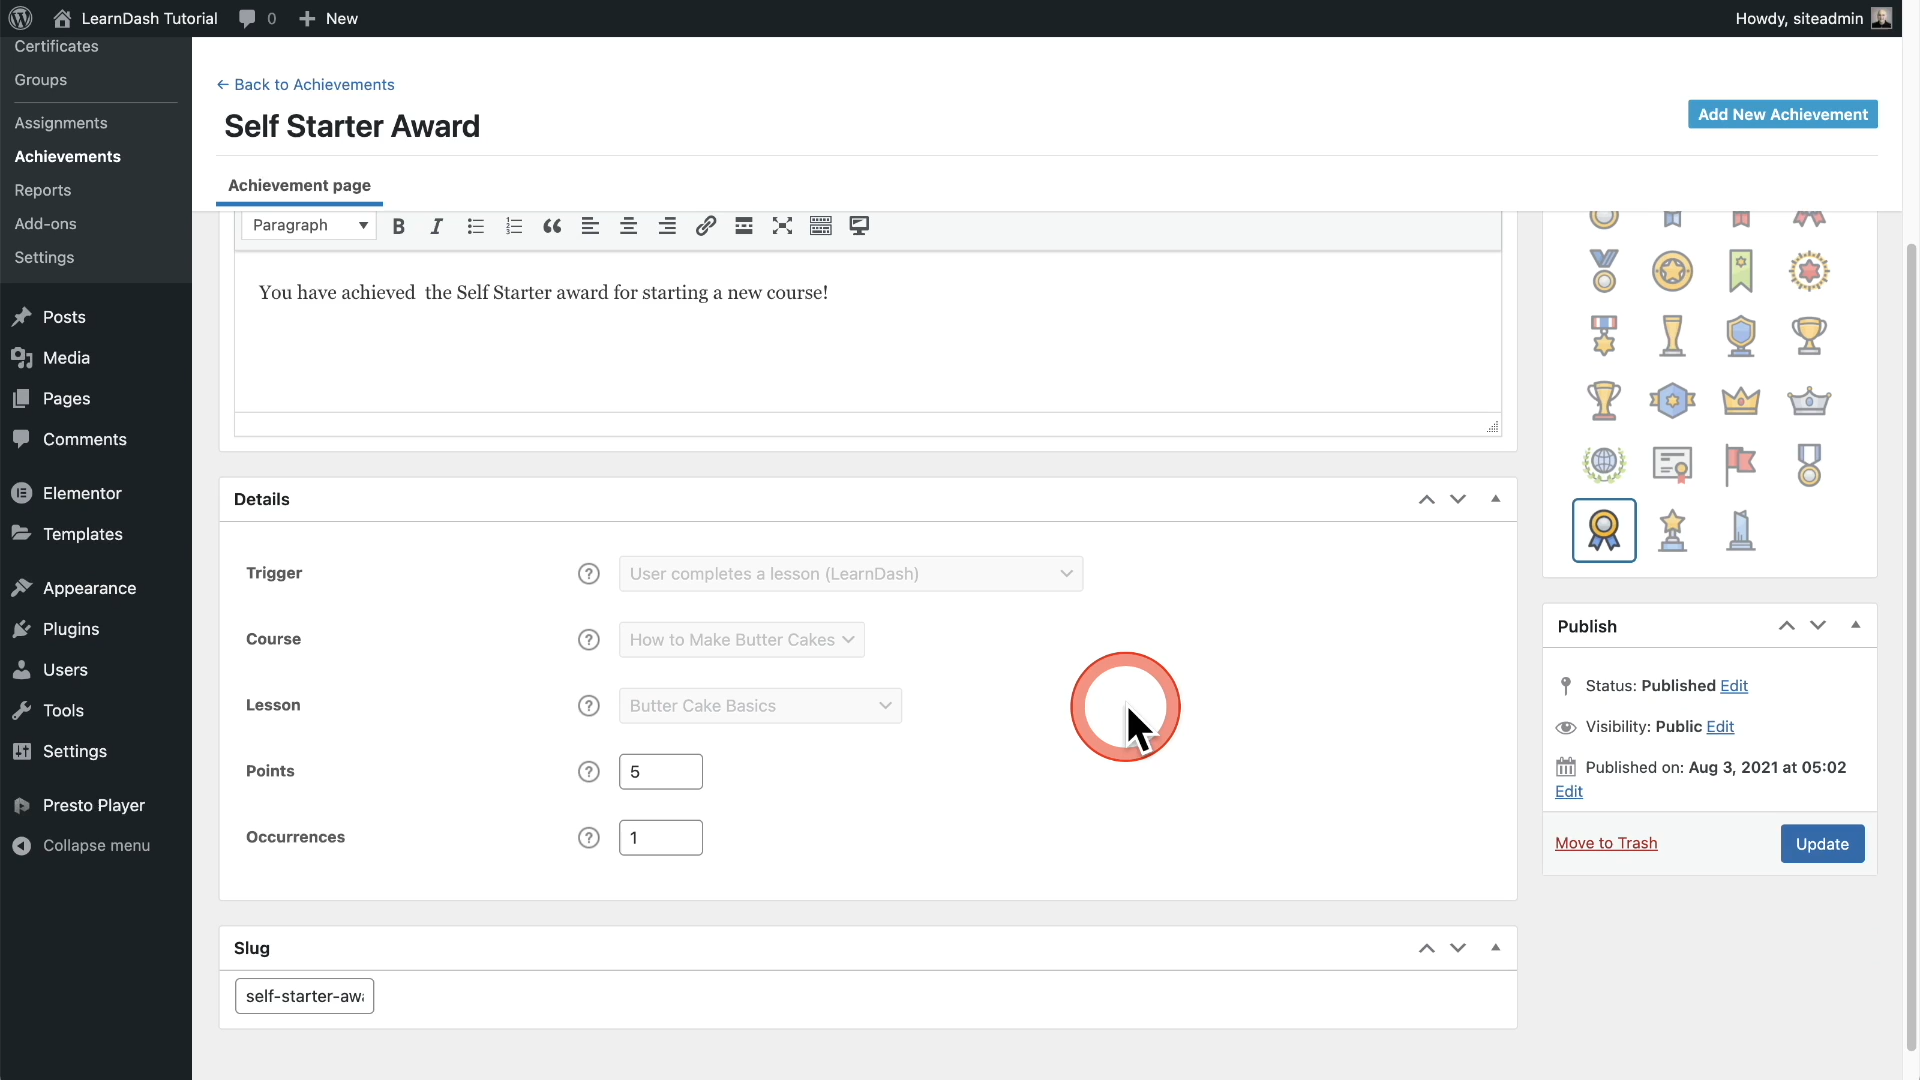 LearnDash Tutorial
0
New
Howdy, siteadmin
Certificates
Groups
Assignments
Achievements
Reports
Add-ons
Settings
Posts
Media
Pages
Comments
Elementor
Templates
Appearance
Plugins
Users
Tools
Settings
Presto Player
Collapse menu
← Back to Achievements
Self Starter Award
Add New Achievement
Achievement page
Paragraph
You have achieved  the Self Starter award for starting a new course!
Details
Trigger
User completes a lesson (LearnDash)
Course
How to Make Butter Cakes
Lesson
Butter Cake Basics
Points
5
Occurrences
1
Slug
self-starter-awa
Publish
Status: Published Edit
Visibility: Public Edit
Published on: Aug 3, 2021 at 05:02
Edit
Move to Trash
Update